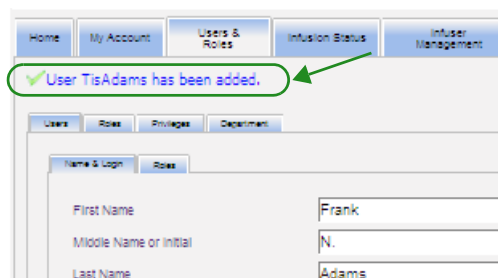 Home My Account Users & Roles Infusion Status Infuser Management
User TisAdams has been added.
Users Roles Privileges Department
Name & Login Roles
First Name Frank
Middle Name or Initial N.
Last Name Adams